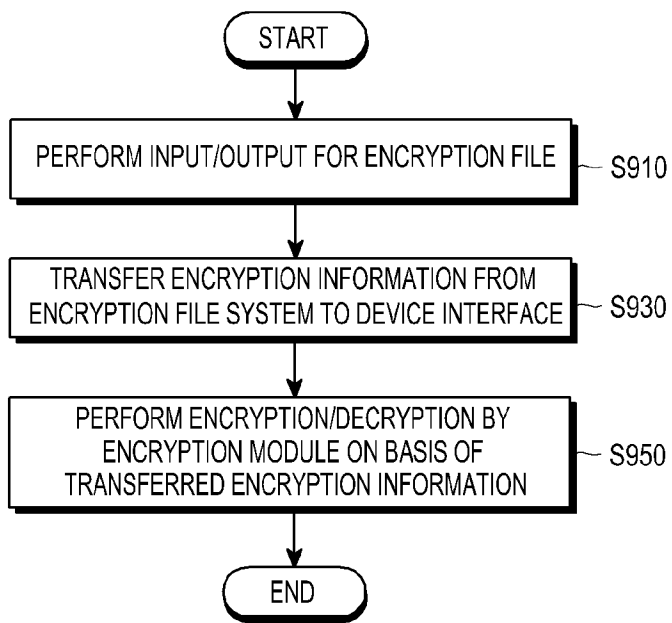 START
PERFORM INPUT/OUTPUT FOR ENCRYPTION FILE
S910
TRANSFER ENCRYPTION INFORMATION FROM
ENCRYPTION FILE SYSTEM TO DEVICE INTERFACE
S930
PERFORM ENCRYPTION/DECRYPTION BY
ENCRYPTION MODULE ON BASIS OF
TRANSFERRED ENCRYPTION INFORMATION
S950
END